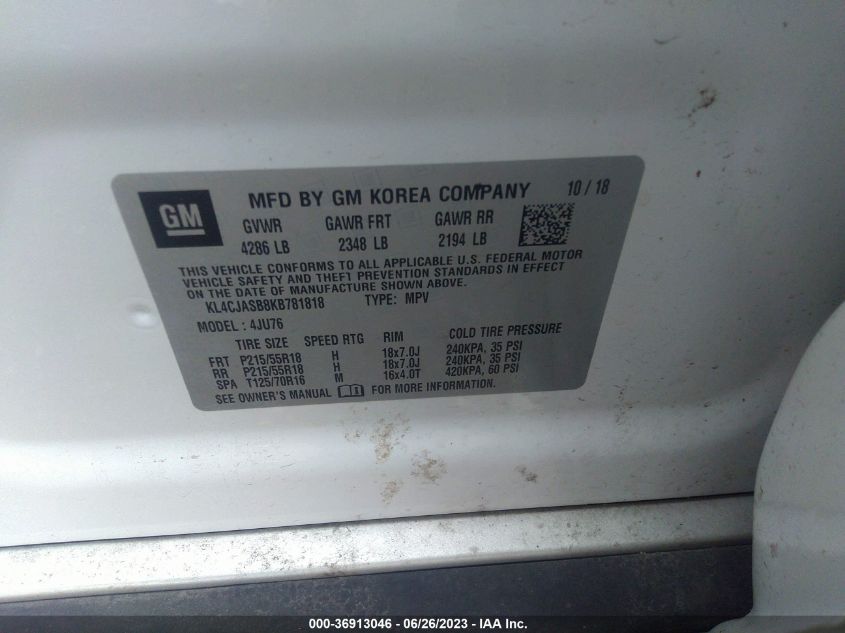 GM
MFD BY GM KOREA COMPANY 10 / 18
GVWR GAWR FRT GAWR RR
4286 LB 2348 LB 2194 LB
THIS VEHICLE CONFORMS TO ALL APPLICABLE U.S. FEDERAL MOTOR
VEHICLE SAFETY AND THEFT PREVENTION STANDARDS IN EFFECT
ON THE DATE OF MANUFACTURE SHOWN ABOVE.
KL4CJASB8KB781818 TYPE: MPV
MODEL : 4JU76
TIRE SIZE SPEED RTG RIM COLD TIRE PRESSURE
FRT P215/55R18 H 18x7.0J 240KPA, 35 PSI
RR P215/55R18 H 18x7.0J 240KPA, 35 PSI
SPA T125/70R16 M 16x4.0T 420KPA, 60 PSI
SEE OWNER'S MANUAL FOR MORE INFORMATION.
000-36913046 - 06/26/2023 - IAA Inc.